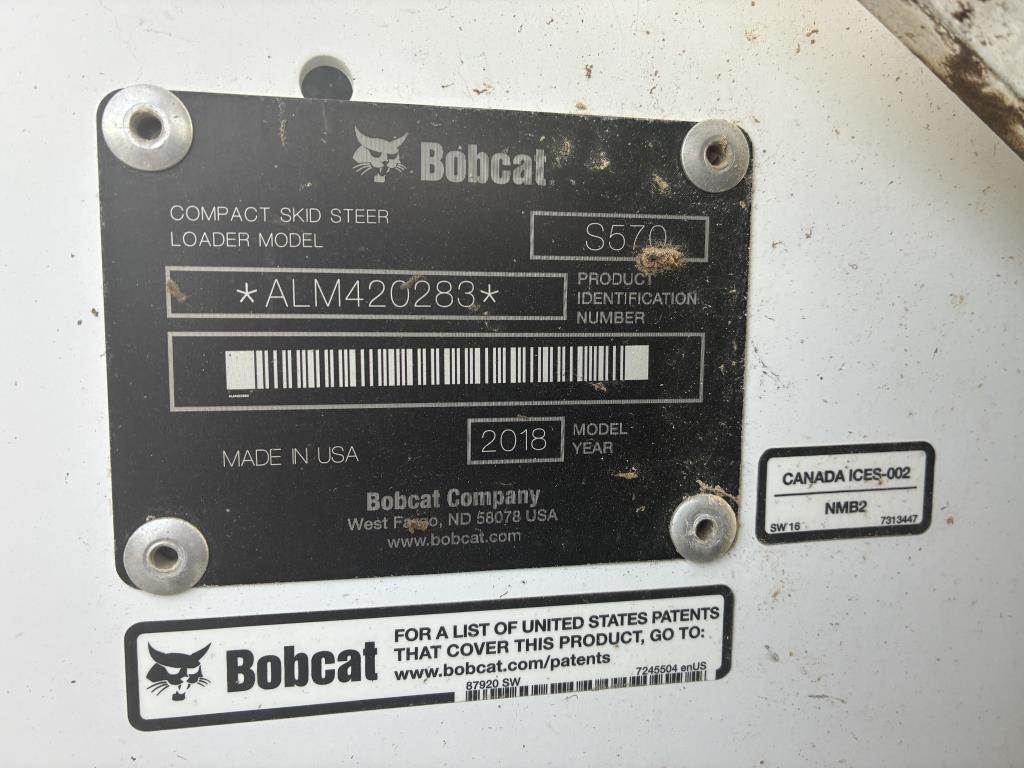 Bobcat
COMPACT SKID STEER
LOADER MODEL
S570
*ALM420283*
PRODUCT
IDENTIFICATION
NUMBER
MADE IN USA
2018
MODEL
YEAR
Bobcat Company
West Fargo, ND 58078 USA
www.bobcat.com
CANADA ICES-002
NMB2
SW 16
7313447
Bobcat
FOR A LIST OF UNITED STATES PATENTS
THAT COVER THIS PRODUCT, GO TO:
www.bobcat.com/patents
7245504 enUS
87920 SW